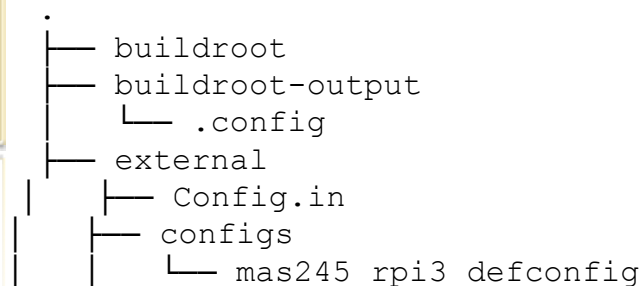 .
├── buildroot
├── buildroot-output
│   └── .config
├── external
│   ├── Config.in
│   ├── configs
│   │   └── mas245 rpi3 defconfig